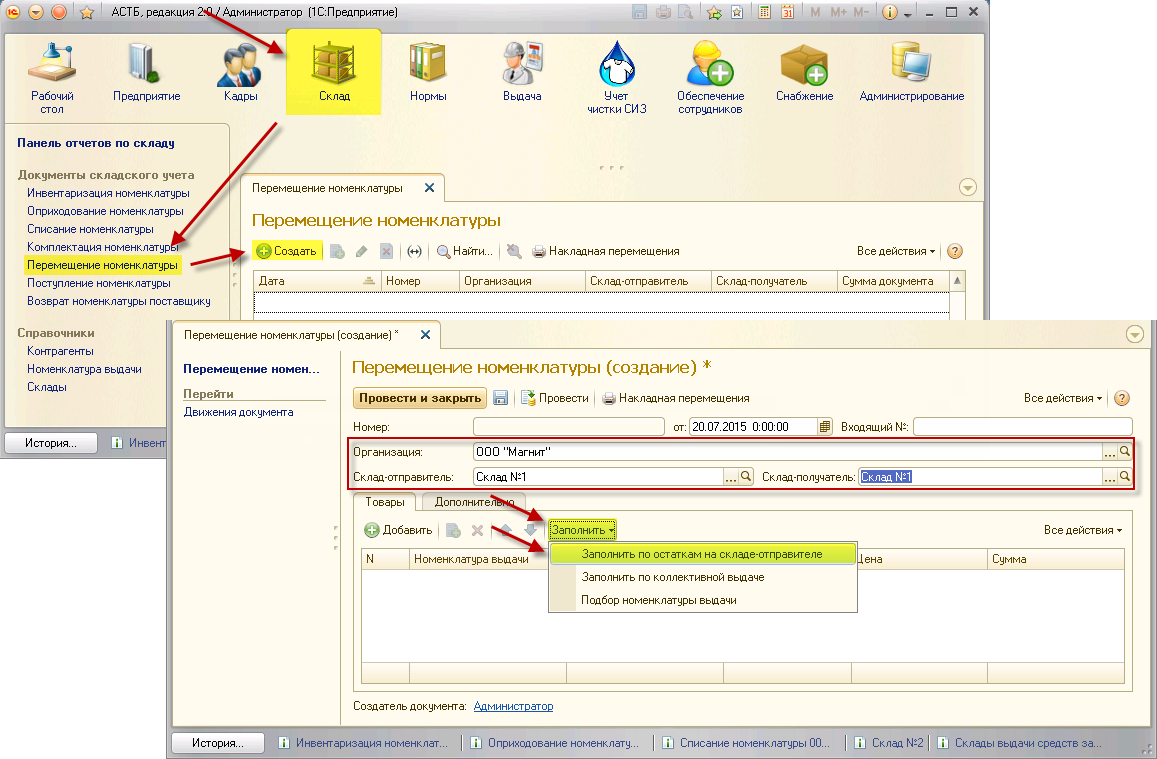 АСТБ, редакция 2.0 / Администратор (1С:Предприятие)
M M+ M-
Рабочий стол
Предприятие
Кадры
Склад
Нормы
Выдача
Учет чистки СИЗ
Обеспечение сотрудников
Снабжение
Администрирование
Панель отчетов по складу
Документы складского учета
Инвентаризация номенклатуры
Оприходование номенклатуры
Списание номенклатуры
Комплектация номенклатуры
Перемещение номенклатуры
Поступление номенклатуры
Возврат номенклатуры поставщику
Справочники
Контрагенты
Номенклатура выдачи
Склады
История...
Инвент
Перемещение номенклатуры
Перемещение номенклатуры
Создать Найти... Накладная перемещения Все действия
Дата Номер Организация Склад-отправитель Склад-получатель Сумма документа
Перемещение номенклатуры (создание) *
Перемещение номен...
Перейти
Движения документа
Перемещение номенклатуры (создание) *
Провести и закрыть Провести Накладная перемещения Все действия
Номер: от: 20.07.2015 0:00:00 Входящий №:
Организация: ООО "Магнит"
Склад-отправитель: Склад №1 Склад-получатель: Склад №1
Товары Дополнительно
Добавить Заполнить Все действия
N Номенклатура выдачи Цена Сумма
Заполнить по остаткам на складе-отправителе
Заполнить по коллективной выдаче
Подбор номенклатуры выдачи
Создатель документа: Администратор
История... Инвентаризация номенклат... Оприходование номенклату... Списание номенклатуры 00... Склад №2 Склады выдачи средств за...